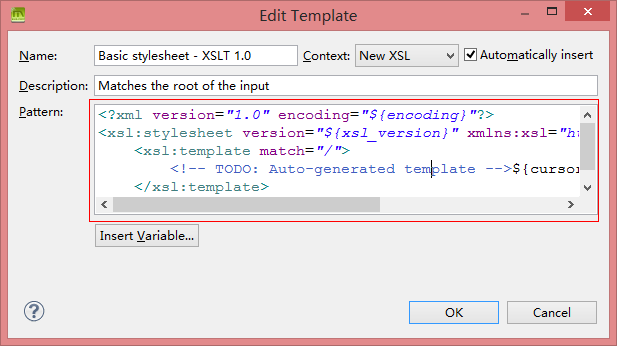 Edit Template
Name: Basic stylesheet - XSLT 1.0 Context: New XSL Automatically insert
Description: Matches the root of the input
Pattern:
<?xml version="1.0" encoding="${encoding}"?>
<xsl:stylesheet version="${xsl_version}" xmlns:xsl="ht
<xsl:template match="/">
<!-- TODO: Auto-generated template -->${cursor
</xsl:template>
Insert Variable...
?
OK Cancel